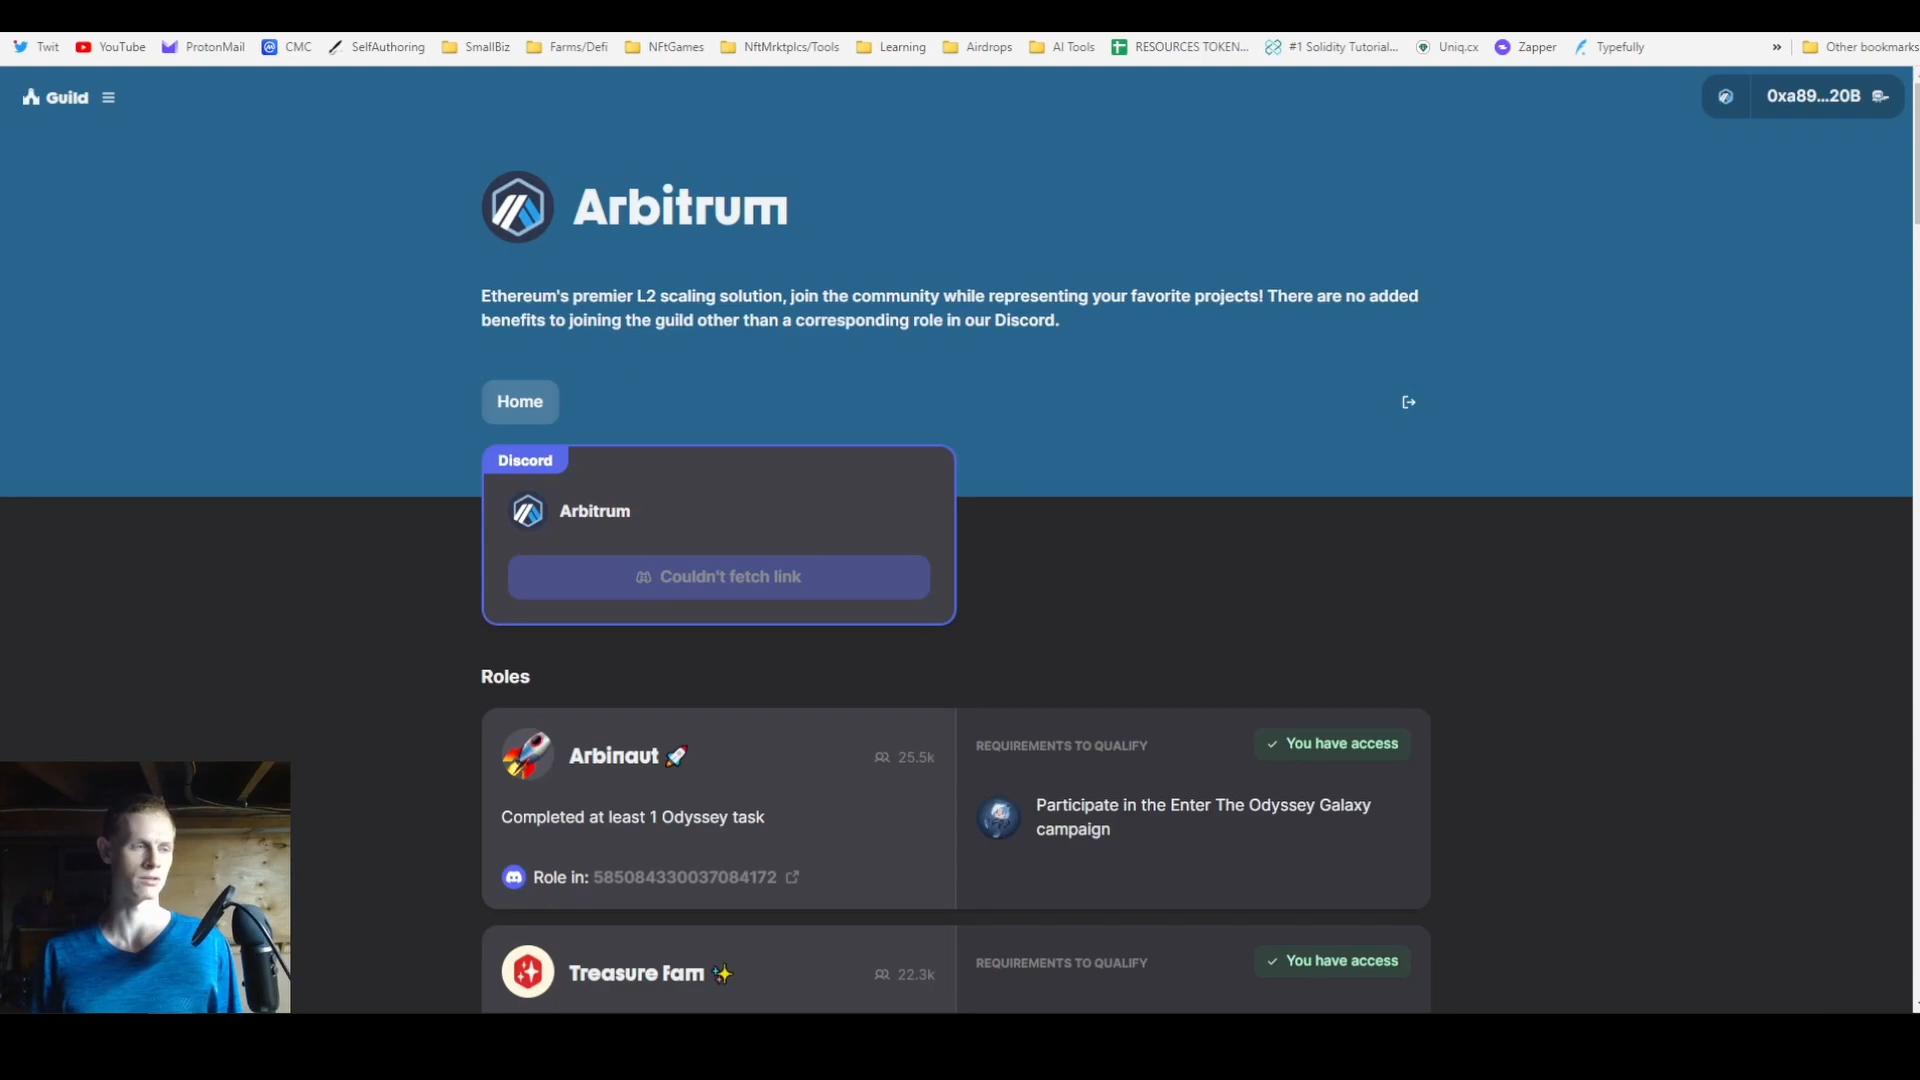 Twit YouTube ProtonMail CMC SelfAuthoring SmallBiz Farms/Defi NFtGames NftMrktplcs/Tools Learning Airdrops AI Tools RESOURCES TOKEN... #1 Solidity Tutorial... Uniq.cx Zapper Typefully » Other bookmarks
Guild
0xa89...20B
Arbitrum
Ethereum's premier L2 scaling solution, join the community while representing your favorite projects! There are no added
benefits to joining the guild other than a corresponding role in our Discord.
Home
Discord
Arbitrum
Couldn't fetch link
Roles
Arbinaut 🚀
25.5k
REQUIREMENTS TO QUALIFY
You have access
Completed at least 1 Odyssey task
Participate in the Enter The Odyssey Galaxy
campaign
Role in: 585084330037084172
Treasure Fam ✨
22.3k
REQUIREMENTS TO QUALIFY
You have access